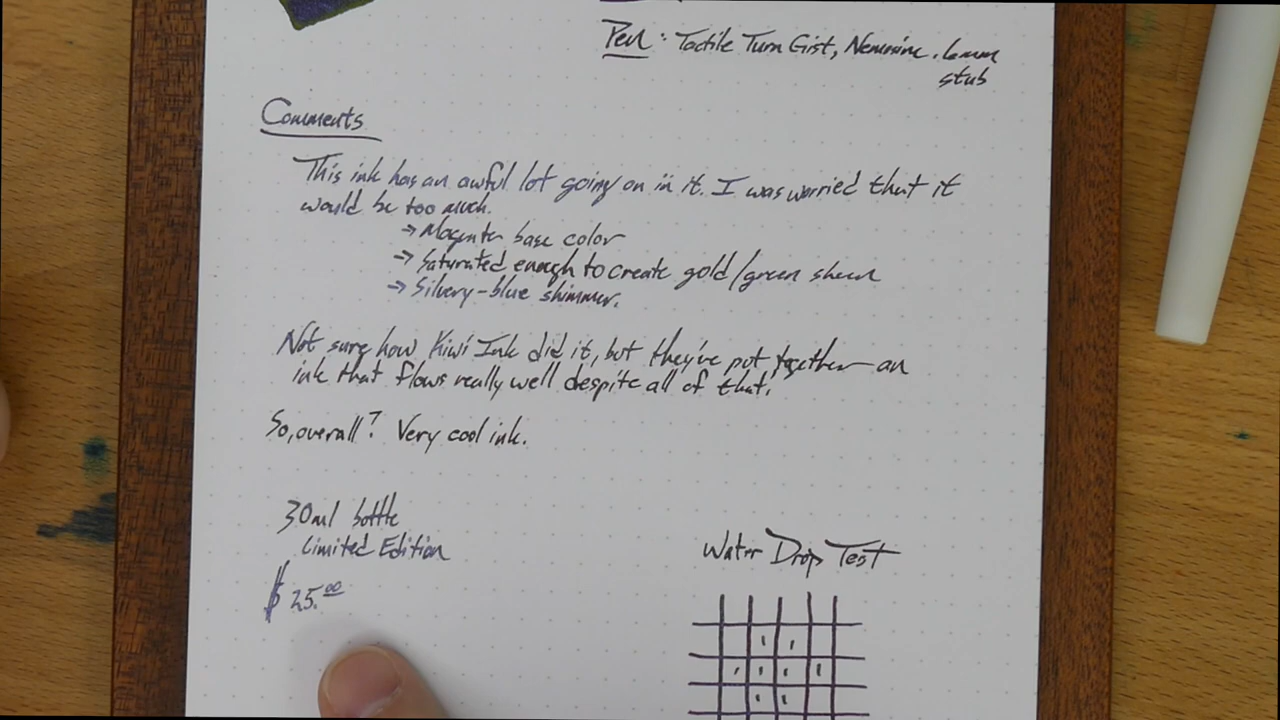 Pen: Tactile Turn Gist, Nemosine .6mm
stub
Comments
This ink has an awful lot going on in it. I was worried that it
would be too much.
→ Magenta base color
→ Saturated enough to create gold/green sheen
→ Silvery-blue shimmer.
Not sure how Kiwi Ink did it, but they've put together an
ink that flows really well despite all of that.
So, overall? Very cool ink.
30ml bottle
Limited Edition
$25.00
Water Drop Test